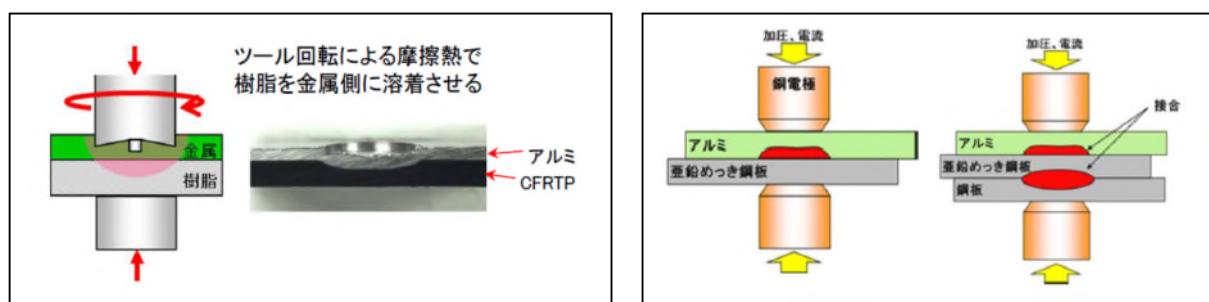 ツール回転による摩擦熱で
樹脂を金属側に溶着させる
金属
樹脂
アルミ
CFRTP
加圧、電流
銅電極
アルミ
亜鉛めっき鋼板
加圧、電流
接合
アルミ
亜鉛めっき鋼板
鋼板